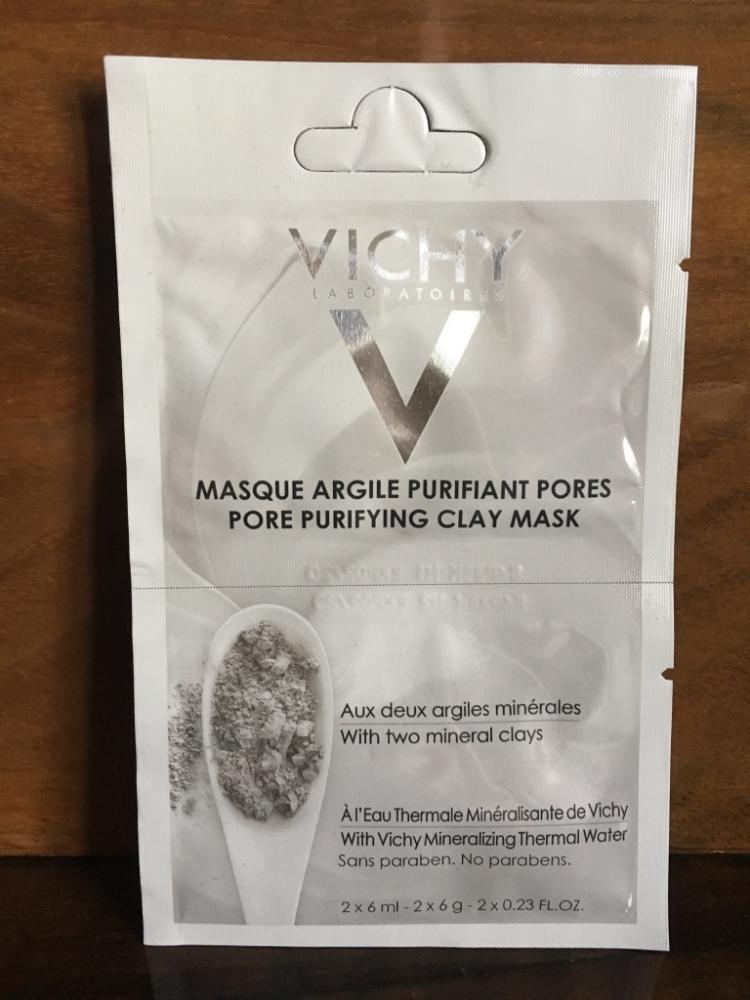 VICHY
LABORATOIRES
V
MASQUE ARGILE PURIFIANT PORES
PORE PURIFYING CLAY MASK
Aux deux argiles minérales
With two mineral clays
À l'Eau Thermale Minéralisante de Vichy
With Vichy Mineralizing Thermal Water
Sans paraben. No parabens.
2 x 6 ml - 2 x 6 g - 2 x 0.23 FL.OZ.